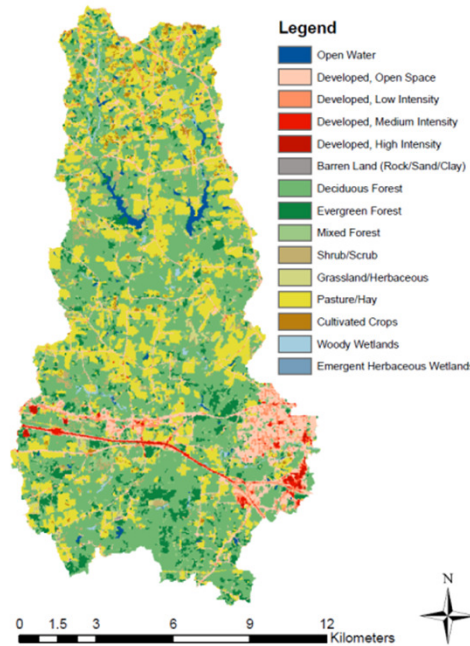 Legend
Open Water
Developed, Open Space
Developed, Low Intensity
Developed, Medium Intensity
Developed, High Intensity
Barren Land (Rock/Sand/Clay)
Deciduous Forest
Evergreen Forest
Mixed Forest
Shrub/Scrub
Grassland/Herbaceous
Pasture/Hay
Cultivated Crops
Woody Wetlands
Emergent Herbaceous Wetlands
N
0 1.5 3 6 9 12
Kilometers